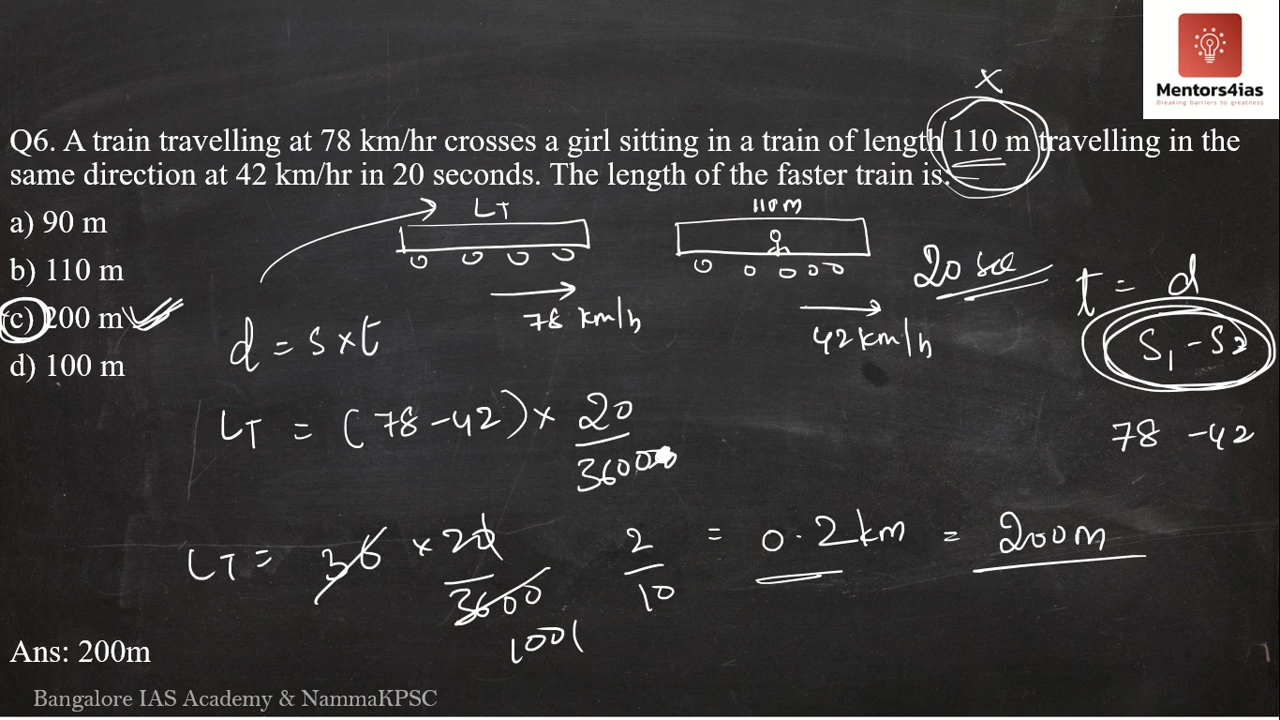 Mentors4ias
Breaking barriers to greatness
x
Q6. A train travelling at 78 km/hr crosses a girl sitting in a train of length 110 m travelling in the
same direction at 42 km/hr in 20 seconds. The length of the faster train is:
a) 90 m
b) 110 m
c) 200 m
d) 100 m
LT
110m
78 km/h
42 km/h
20 sec
t = d
S1 - S2
78 - 42
d = s x t
LT = (78 - 42) x 20
3600
LT = 36 x 20
3600
100
2
10
= 0.2 km = 200m
Ans: 200m
Bangalore IAS Academy & NammaKPSC